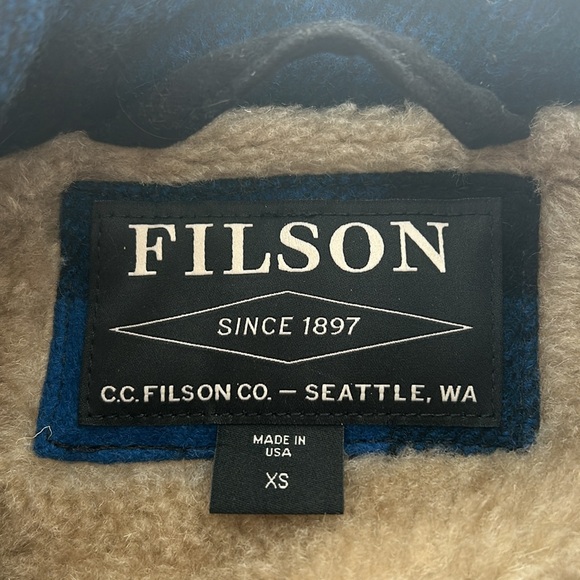 FILSON
SINCE 1897
C.C. FILSON CO. — SEATTLE, WA
MADE IN
USA
XS